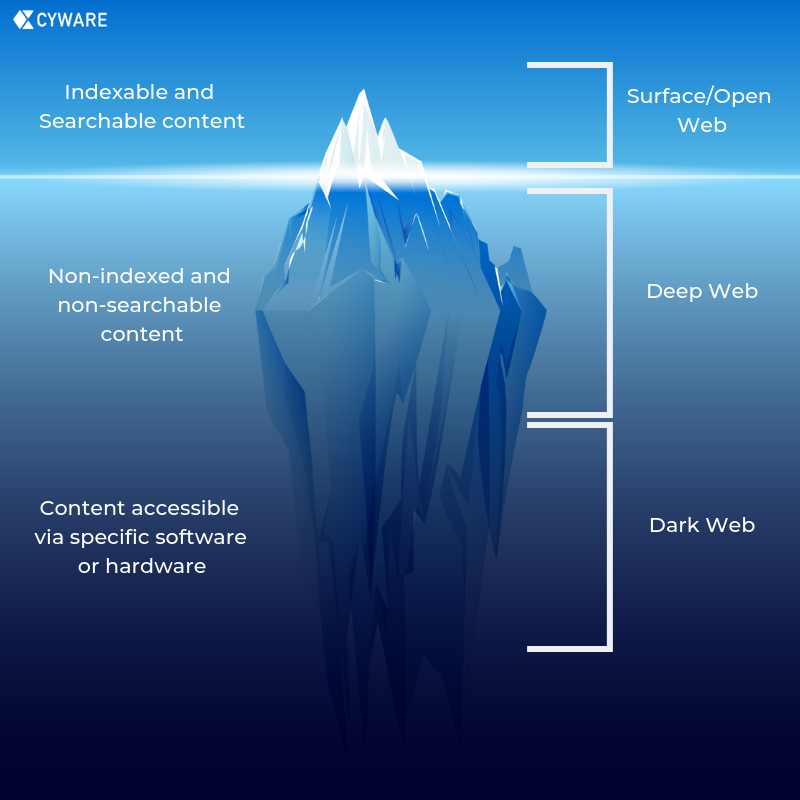 CYWARE
Indexable and
Searchable content
Surface/Open
Web
Non-indexed and
non-searchable
content
Deep Web
Content accessible
via specific software
or hardware
Dark Web